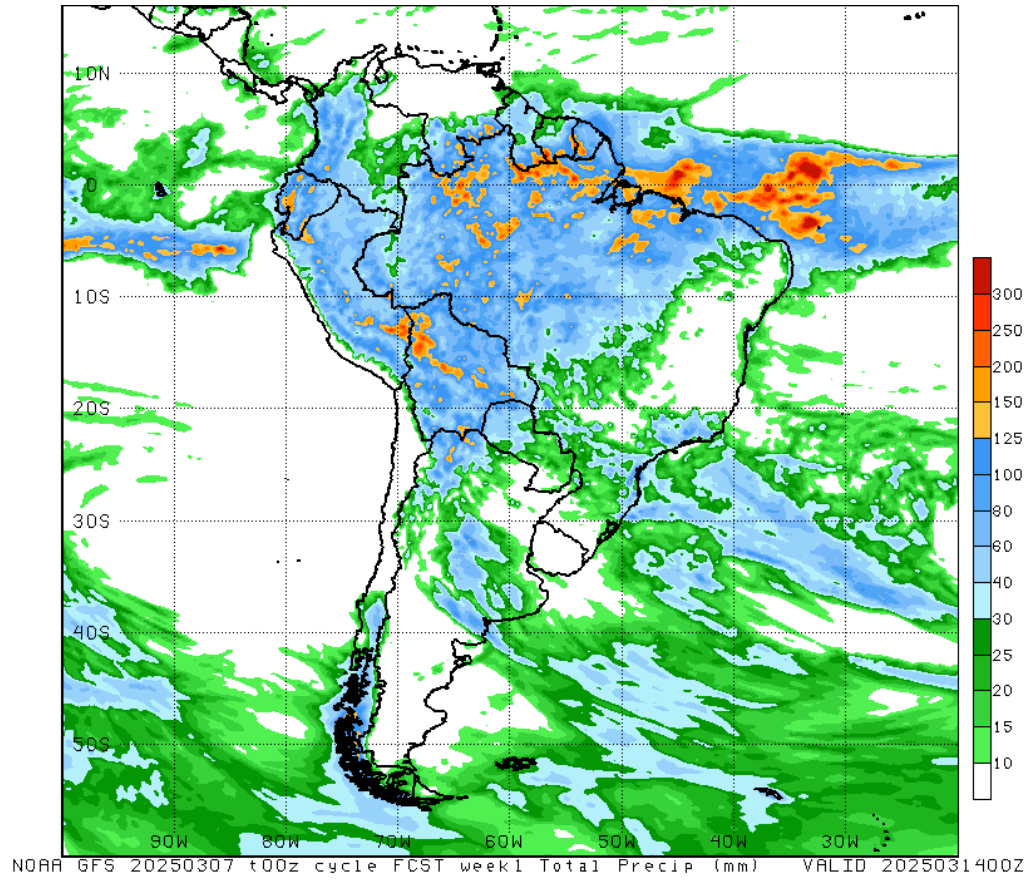 10N
0
10S
20S
30S
40S
50S
90W 80W 70W 60W 50W 40W 30W
300
250
200
150
125
100
80
60
40
30
25
20
15
10
NOAA GFS 20250307 t00z cycle FCST week1 Total Precip (mm) VALID 2025031400Z